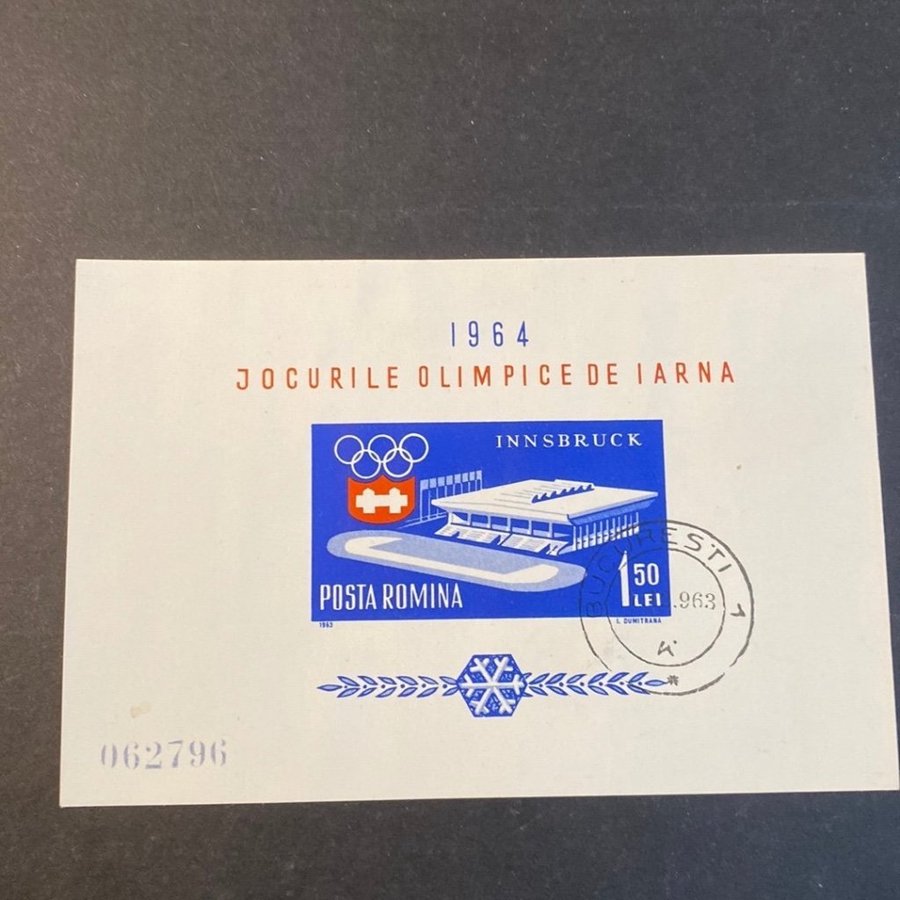 1964
JOCURILE OLIMPICE DE IARNA
INNSBRUCK
POSTA ROMINA
1 50
LEI
1963
I. DUMITRANA
BUCURESTI 1
.963
062796